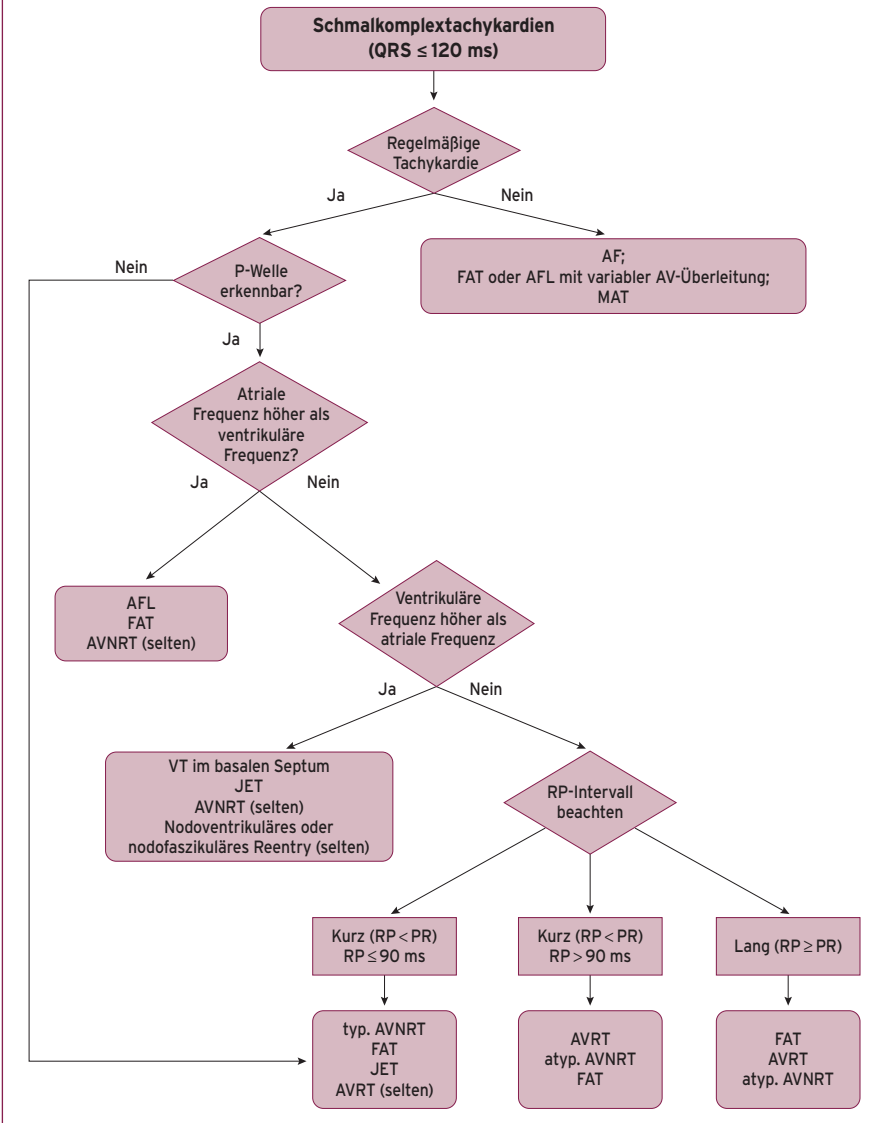 Schmalkomplextachykardien
(QRS ≤ 120 ms)
Regelmäßige
Tachykardie
Ja
Nein
Nein
P-Welle
erkennbar?
AF;
FAT oder AFL mit variabler AV-Überleitung;
MAT
Ja
Atriale
Frequenz höher als
ventrikuläre
Frequenz?
Ja
Nein
AFL
FAT
AVNRT (selten)
Ventrikuläre
Frequenz höher als
atriale Frequenz
Ja
Nein
VT im basalen Septum
JET
AVNRT (selten)
Nodoventrikuläres oder
nodofaszikuläres Reentry (selten)
RP-Intervall
beachten
Kurz (RP < PR)
RP ≤ 90 ms
Kurz (RP < PR)
RP > 90 ms
Lang (RP ≥ PR)
typ. AVNRT
FAT
JET
AVRT (selten)
AVRT
atyp. AVNRT
FAT
FAT
AVRT
atyp. AVNRT